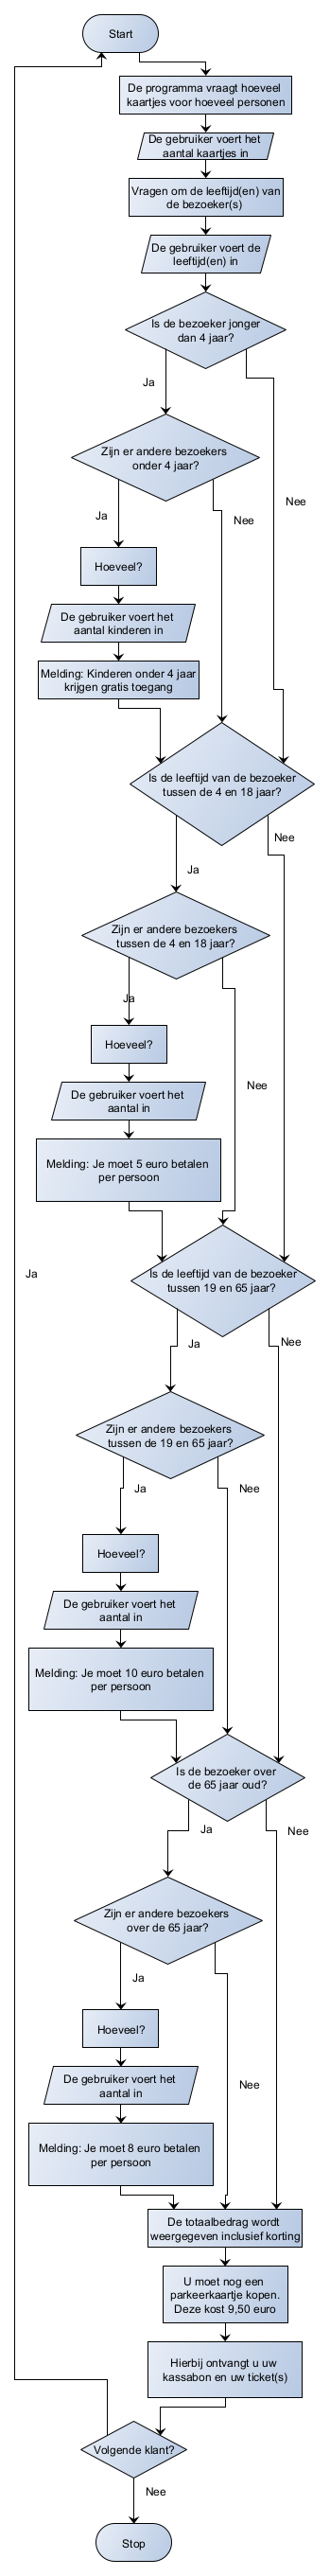 Start
De programma vraagt hoeveel
kaartjes voor hoeveel personen
De gebruiker voert het
aantal kaartjes in
Vragen om de leeftijd(en) van
de bezoeker(s)
De gebruiker voert de
leeftijd(en) in
Is de bezoeker jonger
dan 4 jaar?
Ja
Nee
Zijn er andere bezoekers
onder 4 jaar?
Ja
Nee
Hoeveel?
De gebruiker voert het
aantal kinderen in
Melding: Kinderen onder 4 jaar
krijgen gratis toegang
Is de leeftijd van de bezoeker
tussen de 4 en 18 jaar?
Nee
Ja
Zijn er andere bezoekers
tussen de 4 en 18 jaar?
Ja
Nee
Hoeveel?
De gebruiker voert het
aantal in
Melding: Je moet 5 euro betalen
per persoon
Ja
Is de leeftijd van de bezoeker
tussen 19 en 65 jaar?
Ja
Nee
Zijn er andere bezoekers
tussen de 19 en 65 jaar?
Ja
Nee
Hoeveel?
De gebruiker voert het
aantal in
Melding: Je moet 10 euro betalen
per persoon
Is de bezoeker over
de 65 jaar oud?
Ja
Nee
Zijn er andere bezoekers
over de 65 jaar?
Ja
Nee
Hoeveel?
De gebruiker voert het
aantal in
Melding: Je moet 8 euro betalen
per persoon
De totaalbedrag wordt
weergegeven inclusief korting
U moet nog een
parkeerkaartje kopen.
Deze kost 9,50 euro
Hierbij ontvangt u uw
kassabon en uw ticket(s)
Volgende klant?
Nee
Stop